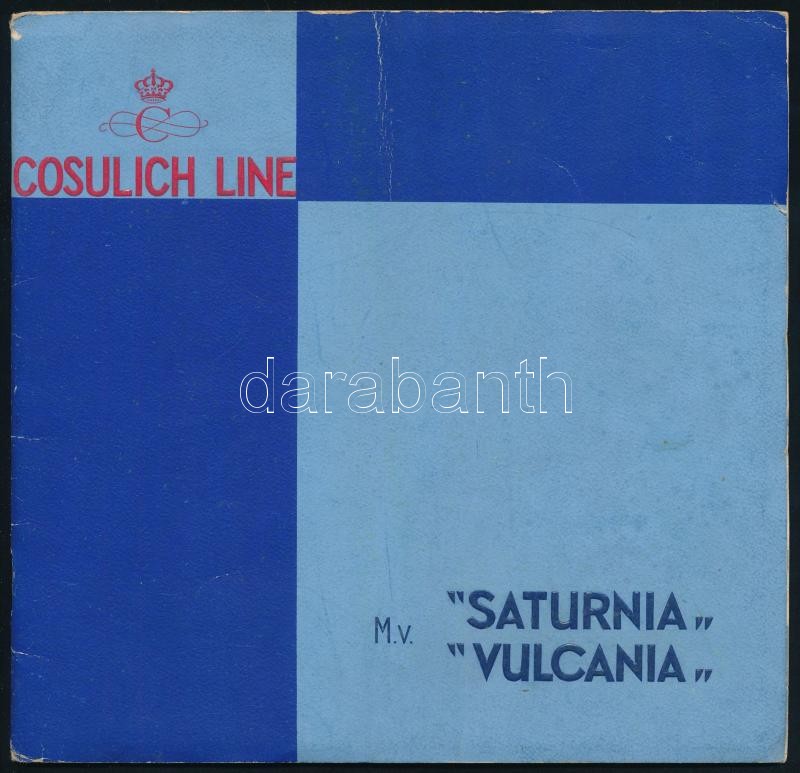 C
COSULICH LINE
darabanth
M.v. "SATURNIA„
"VULCANIA„